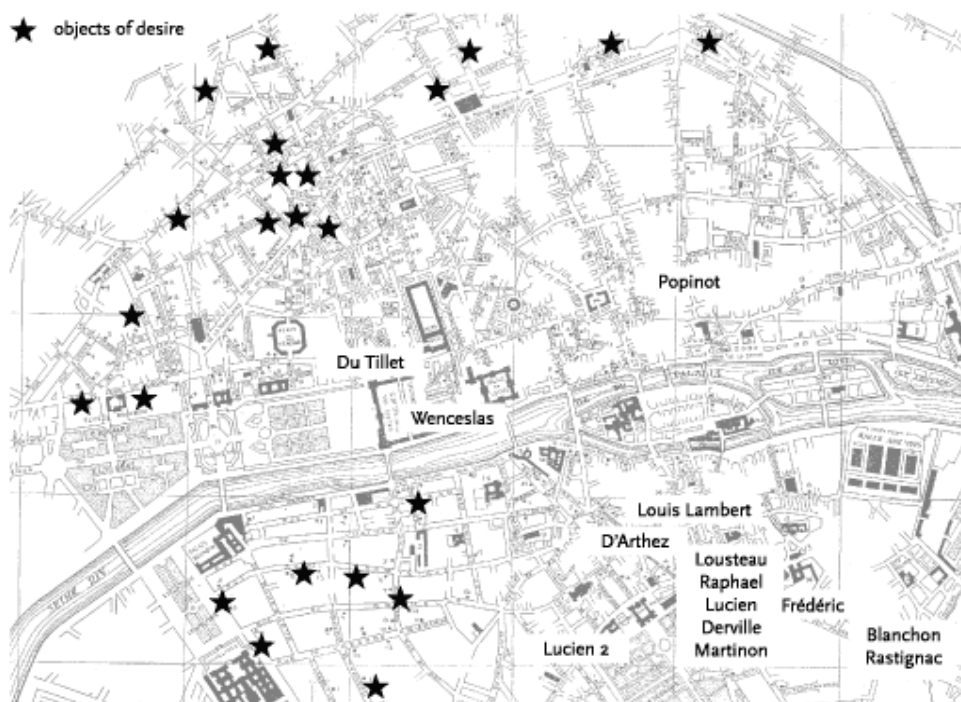 objects of desire
Popinot
Du Tillet
Wenceslas
Louis Lambert
D'Arthez
Lousteau
Raphael
Lucien
Derville
Martinon
Frédéric
Lucien 2
Blanchon
Rastignac